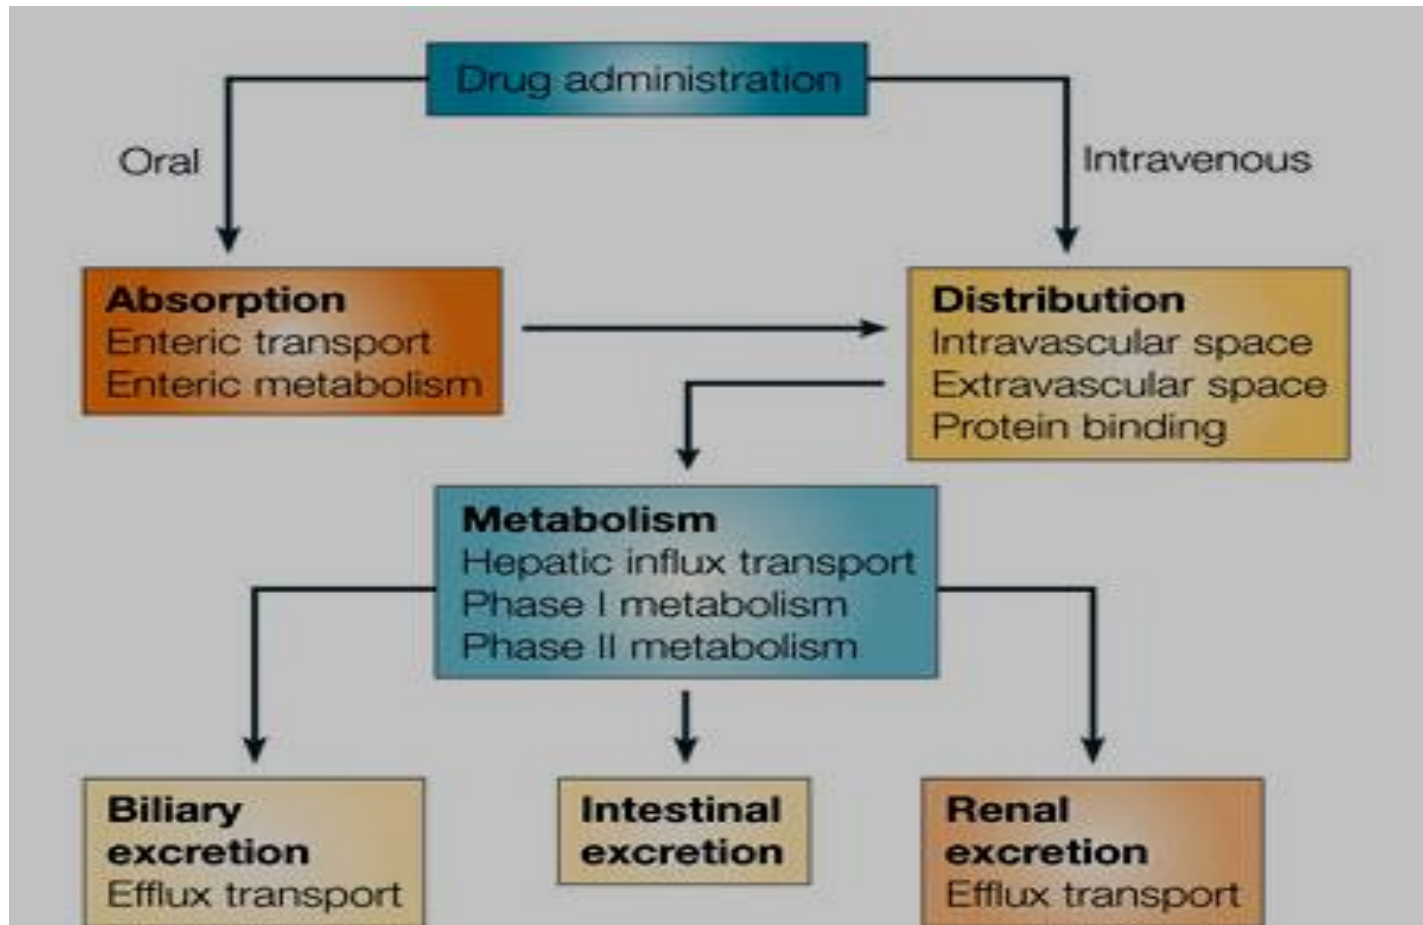 Drug administration
Oral
Intravenous
Absorption
Enteric transport
Enteric metabolism
Distribution
Intravascular space
Extravascular space
Protein binding
Metabolism
Hepatic influx transport
Phase I metabolism
Phase II metabolism
Biliary
excretion
Efflux transport
Intestinal
excretion
Renal
excretion
Efflux transport